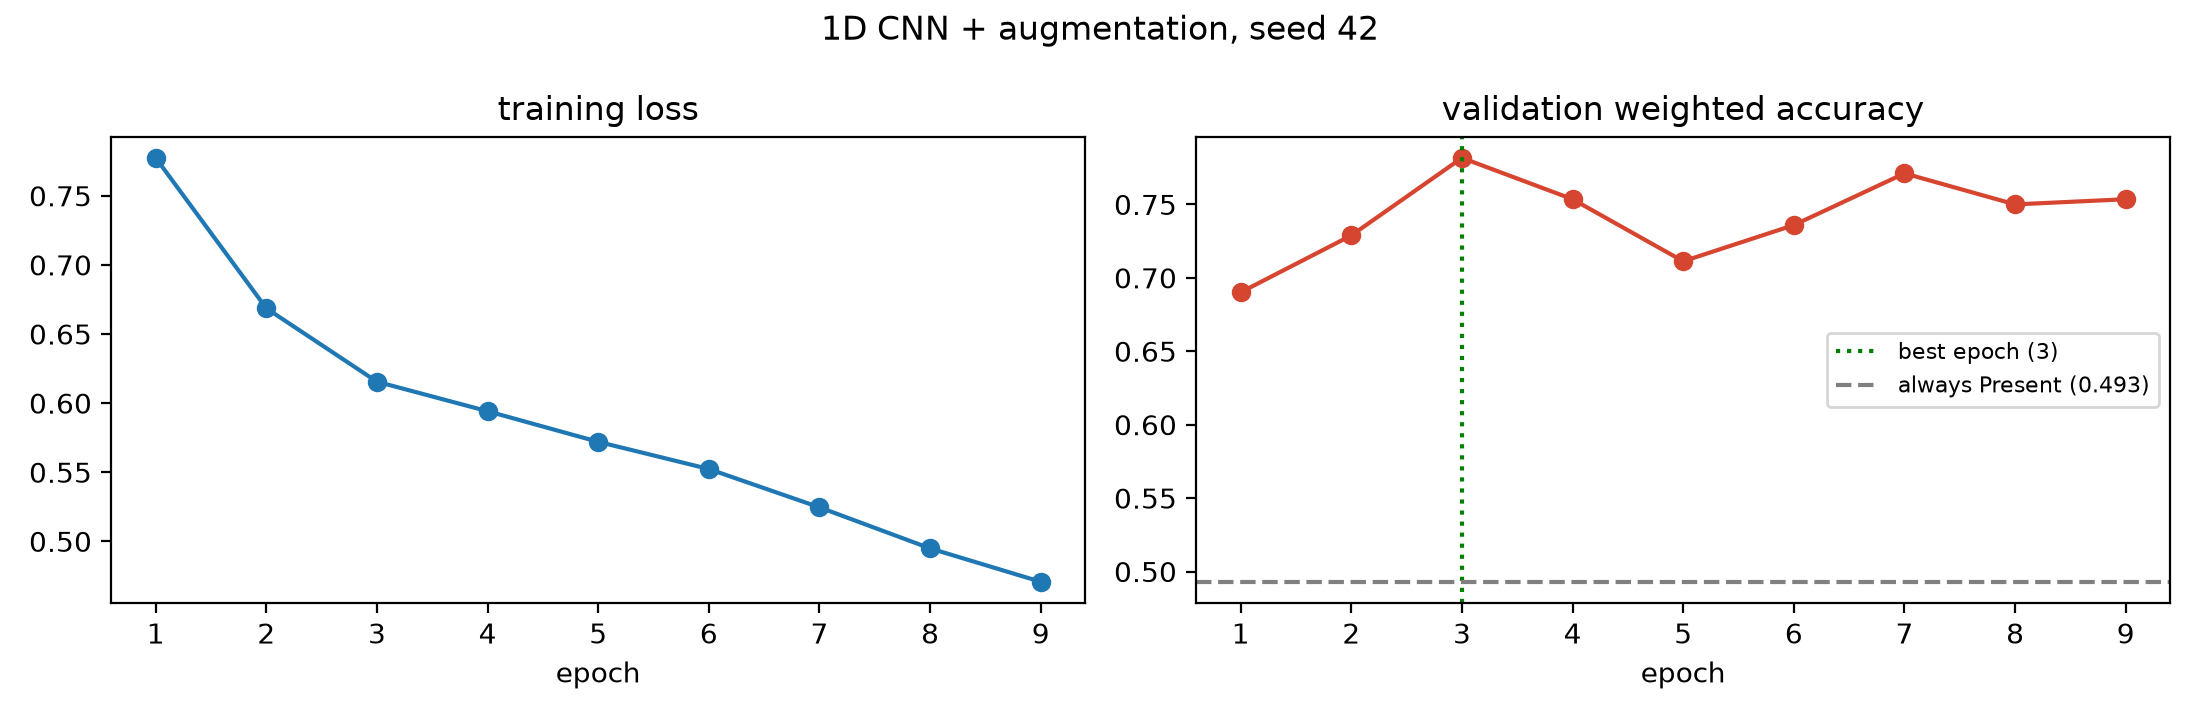 1D CNN + augmentation, seed 42
training loss
0.75
0.70
0.65
0.60
0.55
0.50
1 2 3 4 5 6 7 8 9
epoch
validation weighted accuracy
0.75
0.70
0.65
0.60
0.55
0.50
best epoch (3)
always Present (0.493)
1 2 3 4 5 6 7 8 9
epoch